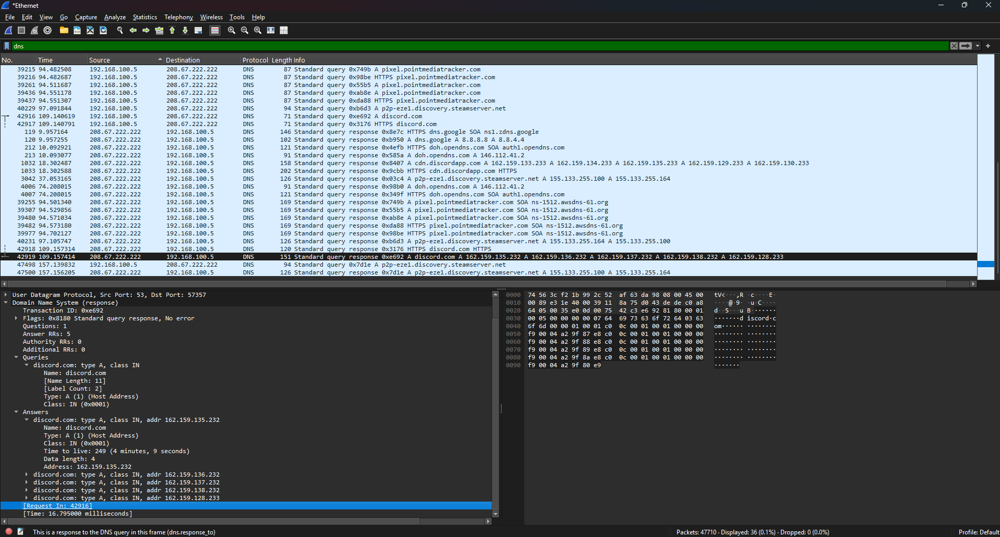 *Ethernet
File Edit View Go Capture Analyze Statistics Telephony Wireless Tools Help
dns
No. Time Source Destination Protocol Length Info
39215 94.482508 192.168.100.5 208.67.222.222 DNS 87 Standard query 0x749b A pixel.pointmediatracker.com
39216 94.482687 192.168.100.5 208.67.222.222 DNS 87 Standard query 0x98be HTTPS pixel.pointmediatracker.com
39261 94.511687 192.168.100.5 208.67.222.222 DNS 87 Standard query 0x55b5 A pixel.pointmediatracker.com
39436 94.551178 192.168.100.5 208.67.222.222 DNS 87 Standard query 0xab8e A pixel.pointmediatracker.com
39437 94.551307 192.168.100.5 208.67.222.222 DNS 87 Standard query 0xda88 HTTPS pixel.pointmediatracker.com
40229 97.091844 192.168.100.5 208.67.222.222 DNS 94 Standard query 0xb6d3 A p2p-eze1.discovery.steamserver.net
42916 109.140619 192.168.100.5 208.67.222.222 DNS 71 Standard query 0xe692 A discord.com
42917 109.140791 192.168.100.5 208.67.222.222 DNS 71 Standard query 0x3176 HTTPS discord.com
119 9.957164 208.67.222.222 192.168.100.5 DNS 146 Standard query response 0x8e7c HTTPS dns.google SOA ns1.zdns.google
120 9.957255 208.67.222.222 192.168.100.5 DNS 102 Standard query response 0xb950 A dns.google A 8.8.8.8 A 8.8.4.4
212 10.092921 208.67.222.222 192.168.100.5 DNS 121 Standard query response 0x4efb HTTPS doh.opendns.com SOA auth1.opendns.com
213 10.093077 208.67.222.222 192.168.100.5 DNS 91 Standard query response 0x585a A doh.opendns.com A 146.112.41.2
1032 18.302487 208.67.222.222 192.168.100.5 DNS 158 Standard query response 0x8407 A cdn.discordapp.com A 162.159.133.233 A 162.159.134.233 A 162.159.135.233 A 162.159.129.233 A 162.159.130.233
1033 18.302588 208.67.222.222 192.168.100.5 DNS 202 Standard query response 0x9cbb HTTPS cdn.discordapp.com HTTPS
3042 37.053165 208.67.222.222 192.168.100.5 DNS 126 Standard query response 0x03c4 A p2p-eze1.discovery.steamserver.net A 155.133.255.100 A 155.133.255.164
4006 74.208015 208.67.222.222 192.168.100.5 DNS 91 Standard query response 0x98b0 A doh.opendns.com A 146.112.41.2
4007 74.208015 208.67.222.222 192.168.100.5 DNS 121 Standard query response 0x349f HTTPS doh.opendns.com SOA auth1.opendns.com
39255 94.501340 208.67.222.222 192.168.100.5 DNS 169 Standard query response 0x749b A pixel.pointmediatracker.com SOA ns-1512.awsdns-61.org
39307 94.529856 208.67.222.222 192.168.100.5 DNS 169 Standard query response 0x55b5 A pixel.pointmediatracker.com SOA ns-1512.awsdns-61.org
39480 94.571034 208.67.222.222 192.168.100.5 DNS 169 Standard query response 0xab8e A pixel.pointmediatracker.com SOA ns-1512.awsdns-61.org
39482 94.573180 208.67.222.222 192.168.100.5 DNS 169 Standard query response 0xda88 HTTPS pixel.pointmediatracker.com SOA ns-1512.awsdns-61.org
39977 94.702127 208.67.222.222 192.168.100.5 DNS 169 Standard query response 0x98be HTTPS pixel.pointmediatracker.com SOA ns-1512.awsdns-61.org
40231 97.105747 208.67.222.222 192.168.100.5 DNS 126 Standard query response 0xb6d3 A p2p-eze1.discovery.steamserver.net A 155.133.255.164 A 155.133.255.100
42918 109.157314 208.67.222.222 192.168.100.5 DNS 120 Standard query response 0x3176 HTTPS discord.com HTTPS
42919 109.157414 208.67.222.222 192.168.100.5 DNS 151 Standard query response 0xe692 A discord.com A 162.159.135.232 A 162.159.136.232 A 162.159.137.232 A 162.159.138.232 A 162.159.128.233
47498 157.139832 192.168.100.5 208.67.222.222 DNS 94 Standard query 0x7d1e A p2p-eze1.discovery.steamserver.net
47500 157.156205 208.67.222.222 192.168.100.5 DNS 126 Standard query response 0x7d1e A p2p-eze1.discovery.steamserver.net A 155.133.255.100 A 155.133.255.164
User Datagram Protocol, Src Port: 53, Dst Port: 57357
Domain Name System (response)
Transaction ID: 0xe692
Flags: 0x8180 Standard query response, No error
Questions: 1
Answer RRs: 5
Authority RRs: 0
Additional RRs: 0
Queries
discord.com: type A, class IN
Name: discord.com
[Name Length: 11]
[Label Count: 2]
Type: A (1) (Host Address)
Class: IN (0x0001)
Answers
discord.com: type A, class IN, addr 162.159.135.232
Name: discord.com
Type: A (1) (Host Address)
Class: IN (0x0001)
Time to live: 249 (4 minutes, 9 seconds)
Data length: 4
Address: 162.159.135.232
discord.com: type A, class IN, addr 162.159.136.232
discord.com: type A, class IN, addr 162.159.137.232
discord.com: type A, class IN, addr 162.159.138.232
discord.com: type A, class IN, addr 162.159.128.233
[Request In: 42916]
[Time: 16.795000 milliseconds]
0000 74 56 3c f2 1b 99 2c 52 af 63 da 98 08 00 45 00 tV<···,R ·c····E·
0010 00 89 e3 1e 40 00 39 11 8a 75 d0 43 de de c0 a8 ····@·9· ·u·C····
0020 64 05 00 35 e0 0d 00 75 42 c3 e6 92 81 80 00 01 d··5···u B·······
0030 00 05 00 00 00 00 07 64 69 73 63 6f 72 64 03 63 ·······d iscord·c
0040 6f 6d 00 00 01 00 01 c0 0c 00 01 00 01 00 00 00 om······ ········
0050 f9 00 04 a2 9f 87 e8 c0 0c 00 01 00 01 00 00 00 ········ ········
0060 f9 00 04 a2 9f 88 e8 c0 0c 00 01 00 01 00 00 00 ········ ········
0070 f9 00 04 a2 9f 89 e8 c0 0c 00 01 00 01 00 00 00 ········ ········
0080 f9 00 04 a2 9f 8a e8 c0 0c 00 01 00 01 00 00 00 ········ ········
0090 f9 00 04 a2 9f 80 e9 ·······
This is a response to the DNS query in this frame (dns.response_to)
Packets: 47710 · Displayed: 36 (0.1%) · Dropped: 0 (0.0%)
Profile: Default